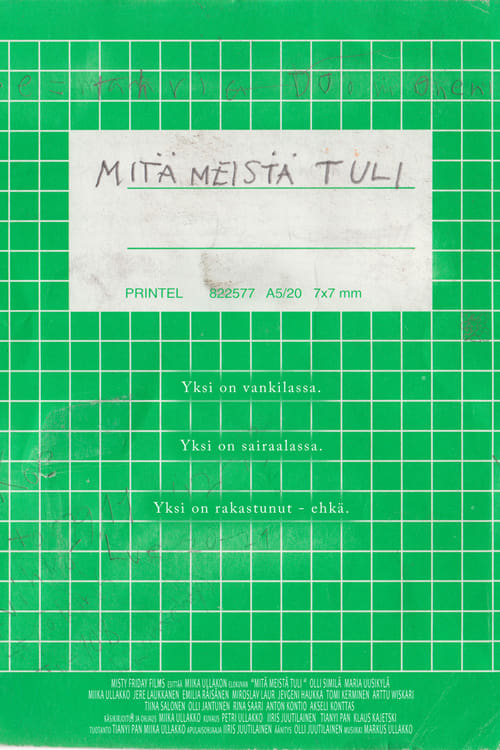 MITÄ MEISTÄ TULI
PRINTEL 822577 A5/20 7x7 mm
Yksi on vankilassa.
Yksi on sairaalassa.
Yksi on rakastunut - ehkä.
MISTY FRIDAY FILMS ESITTÄÄ MIIKA ULLAKON ELOKUVAN "MITÄ MEISTÄ TULI" OLLI SIMILÄ MARIA UUSIKYLÄ
MIIKA ULLAKKO JERE LAUKKANEN EMILIA RÄISÄNEN MIROSLAV LAUR JEVGENI HAUKKA TOMI KERMINEN ARTTU WISKARI
TIINA SALONEN OLLI JANTUNEN RIINA SAARI ANTON KONTIO AKSELI KONTTAS
KÄSIKIRJOITUS JA OHJAUS MIIKA ULLAKKO KUVAUS PETRI ULLAKKO IIRIS JUUTILAINEN TIANYI PAN KLAUS KAJETSKI
TUOTANTO TIANYI PAN MIIKA ULLAKKO APULAISOHJAAJA IIRIS JUUTILAINEN ÄÄNITYS OLLI JUUTILAINEN MUSIIKKI MARKUS ULLAKKO